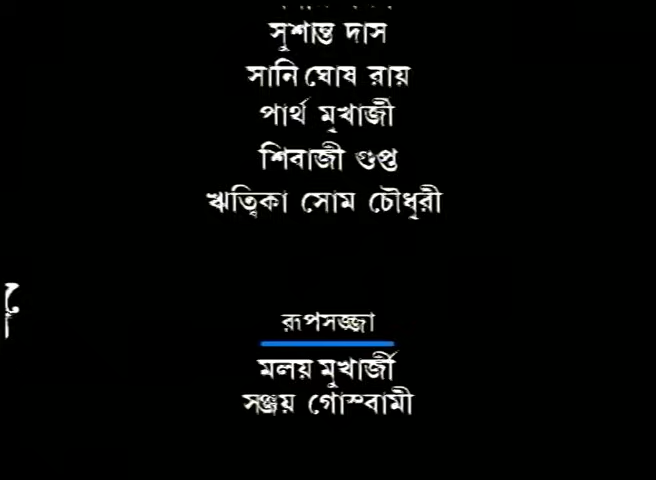 সুশান্ত দাস
সানি ঘোষ রায়
পার্থ মুখার্জী
শিবাজী গুপ্ত
ঋত্বিকা সোম চৌধুরী
রূপসজ্জা
মলয় মুখার্জী
সঞ্জয় গোস্বামী